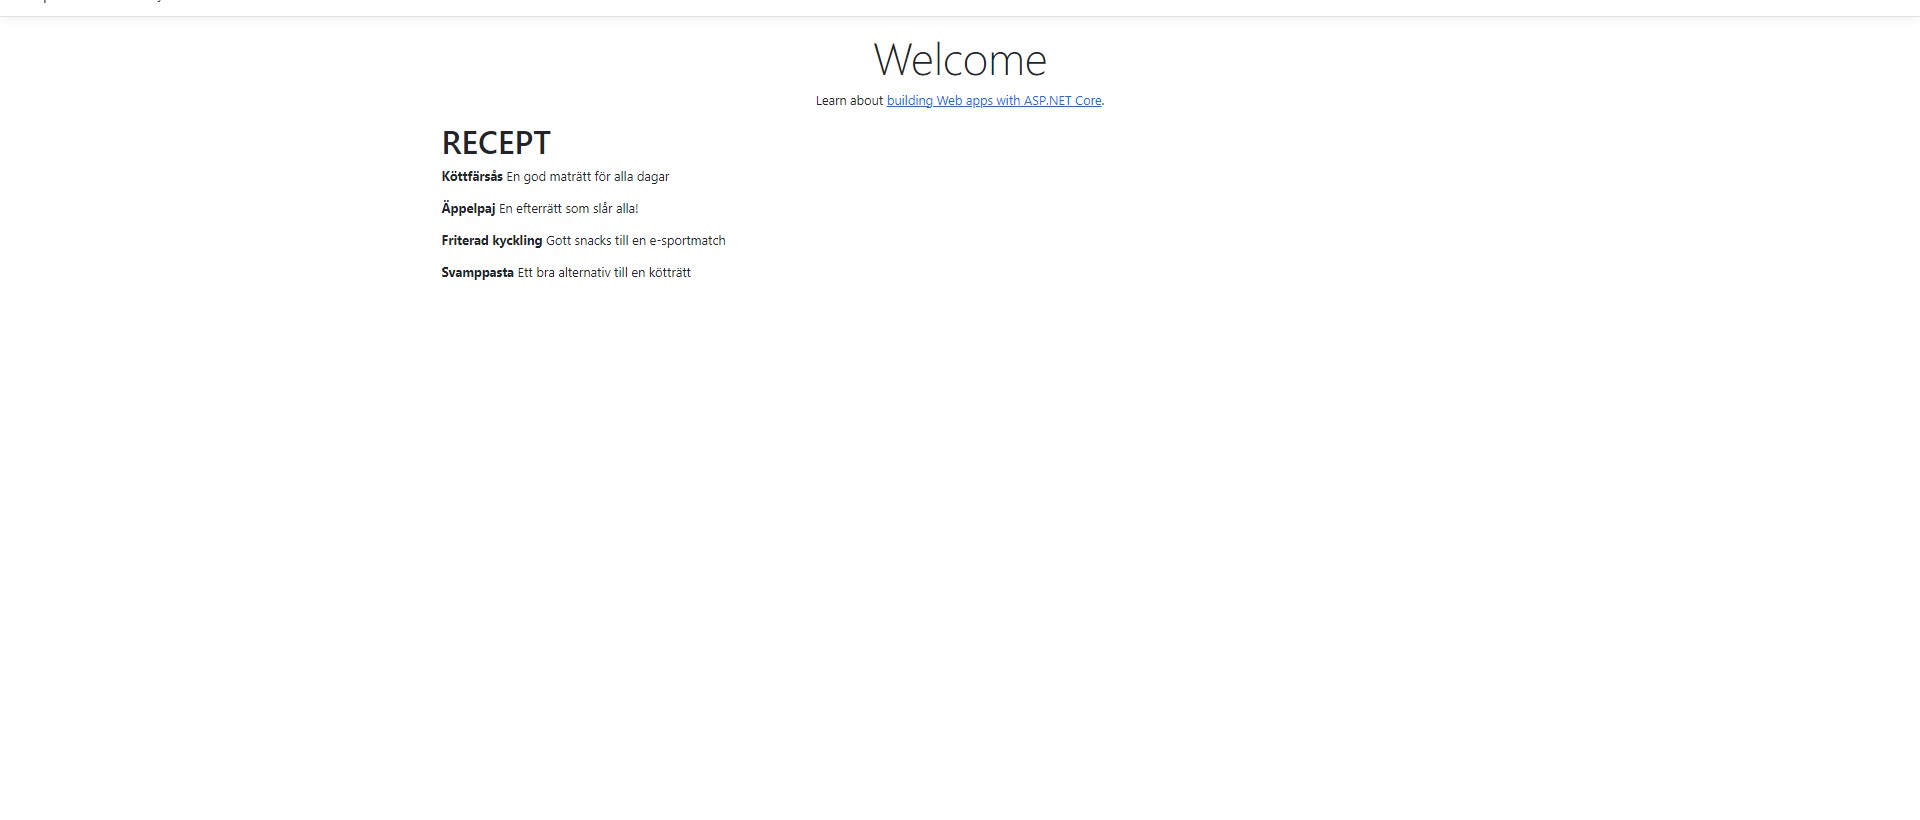 Welcome
Learn about building Web apps with ASP.NET Core.
RECEPT
Köttfärsås En god maträtt för alla dagar
Äppelpaj En efterrätt som slår alla!
Friterad kyckling Gott snacks till en e-sportmatch
Svamppasta Ett bra alternativ till en kötträtt